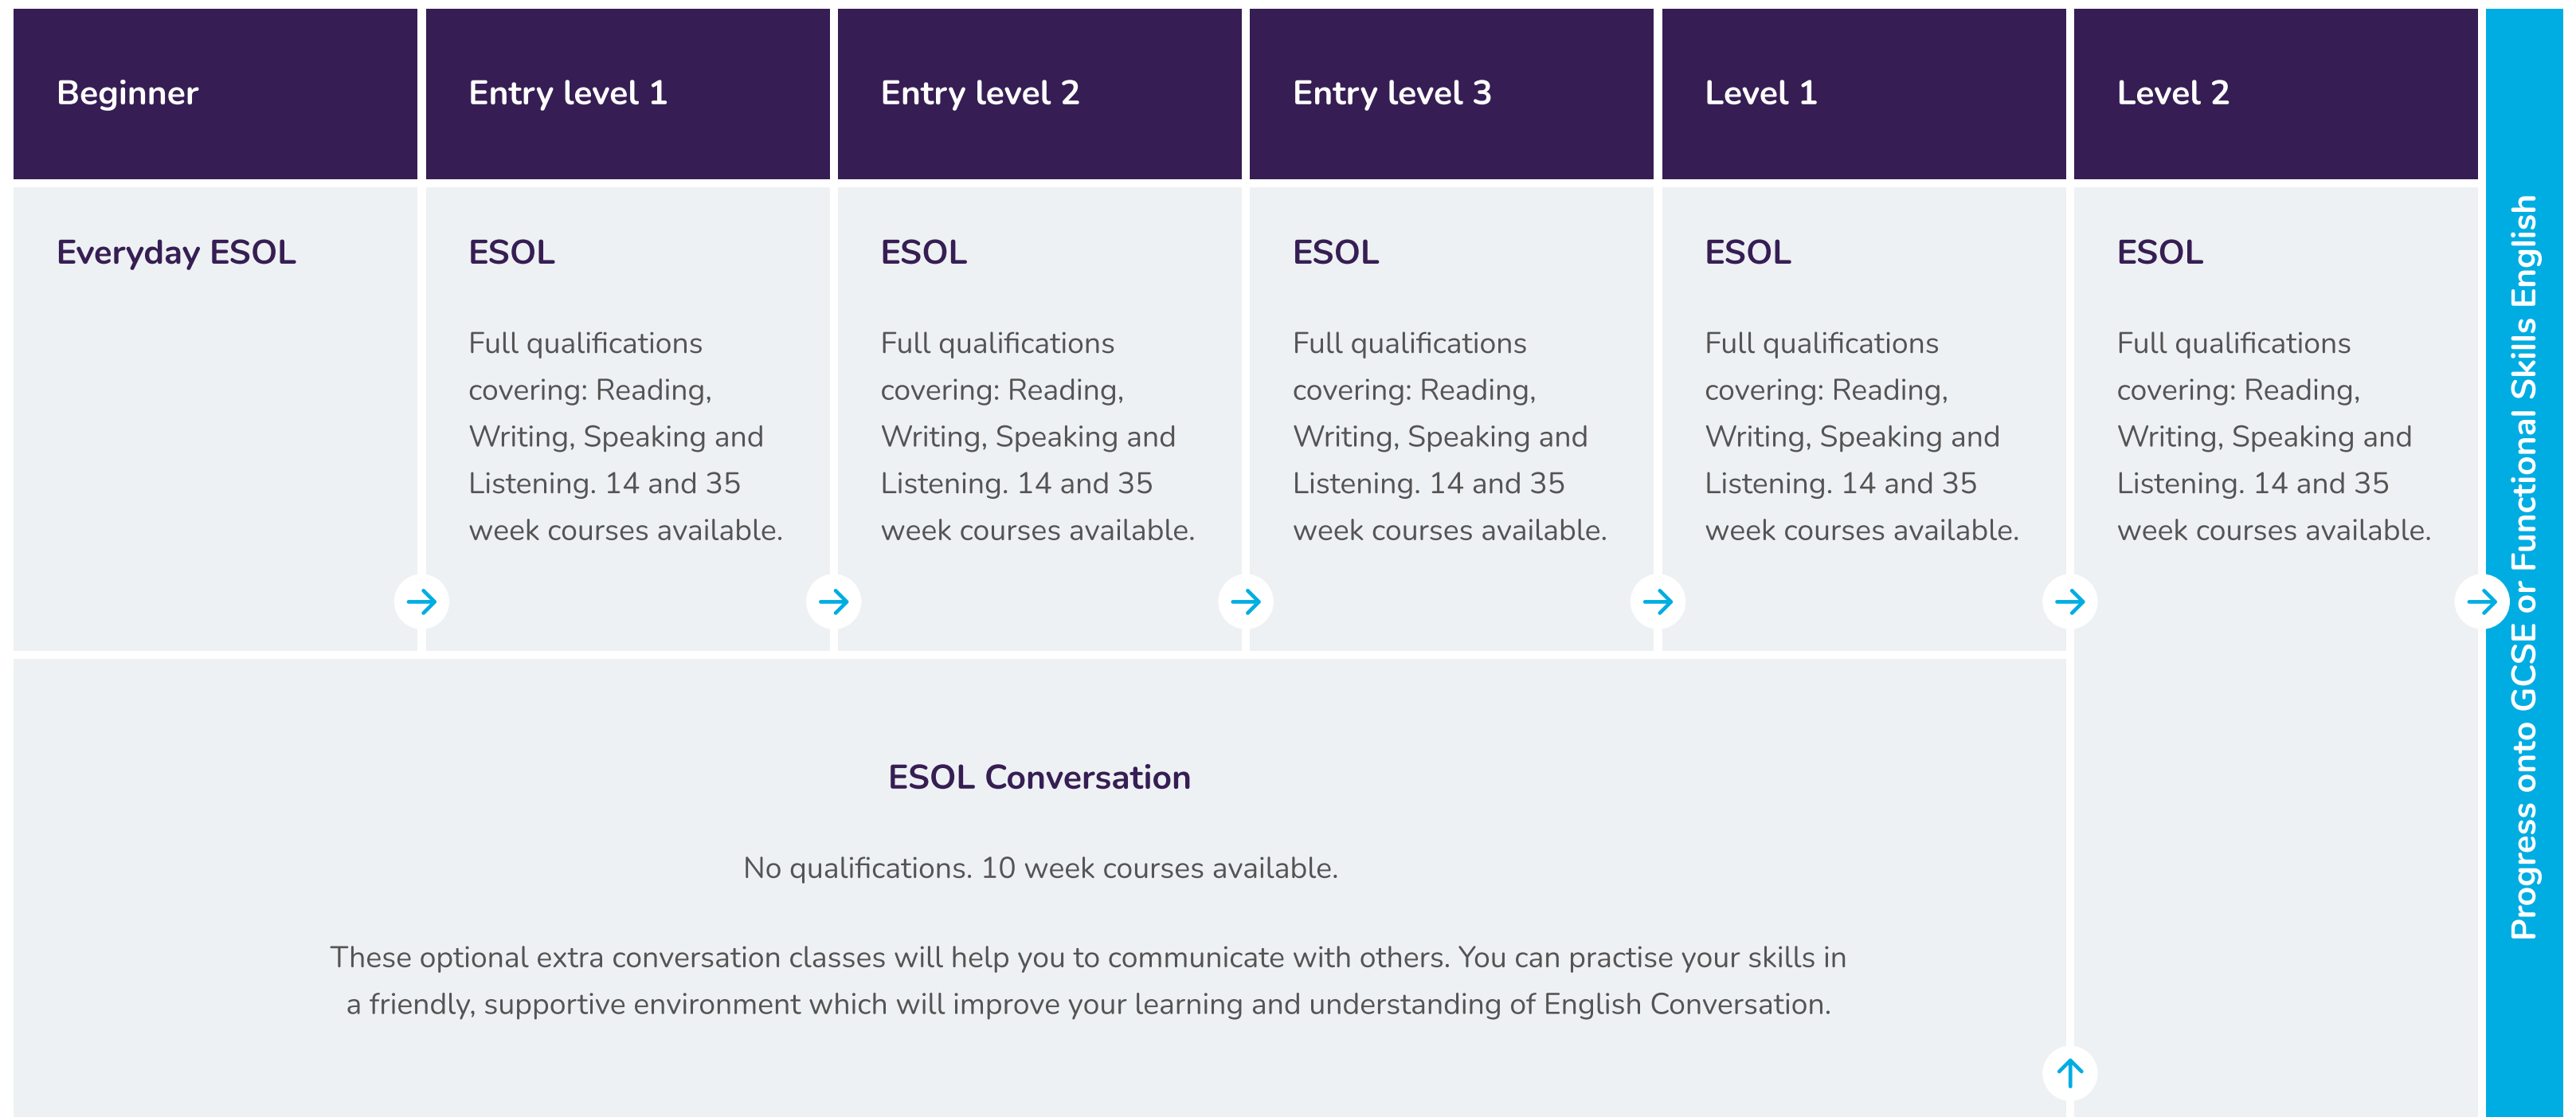 Beginner
Entry level 1
Entry level 2
Entry level 3
Level 1
Level 2
Everyday ESOL
ESOL
Full qualifications
covering: Reading,
Writing, Speaking and
Listening. 14 and 35
week courses available.
ESOL
Full qualifications
covering: Reading,
Writing, Speaking and
Listening. 14 and 35
week courses available.
ESOL
Full qualifications
covering: Reading,
Writing, Speaking and
Listening. 14 and 35
week courses available.
ESOL
Full qualifications
covering: Reading,
Writing, Speaking and
Listening. 14 and 35
week courses available.
ESOL
Full qualifications
covering: Reading,
Writing, Speaking and
Listening. 14 and 35
week courses available.
ESOL Conversation
No qualifications. 10 week courses available.
These optional extra conversation classes will help you to communicate with others. You can practise your skills in
a friendly, supportive environment which will improve your learning and understanding of English Conversation.
Progress onto GCSE or Functional Skills English